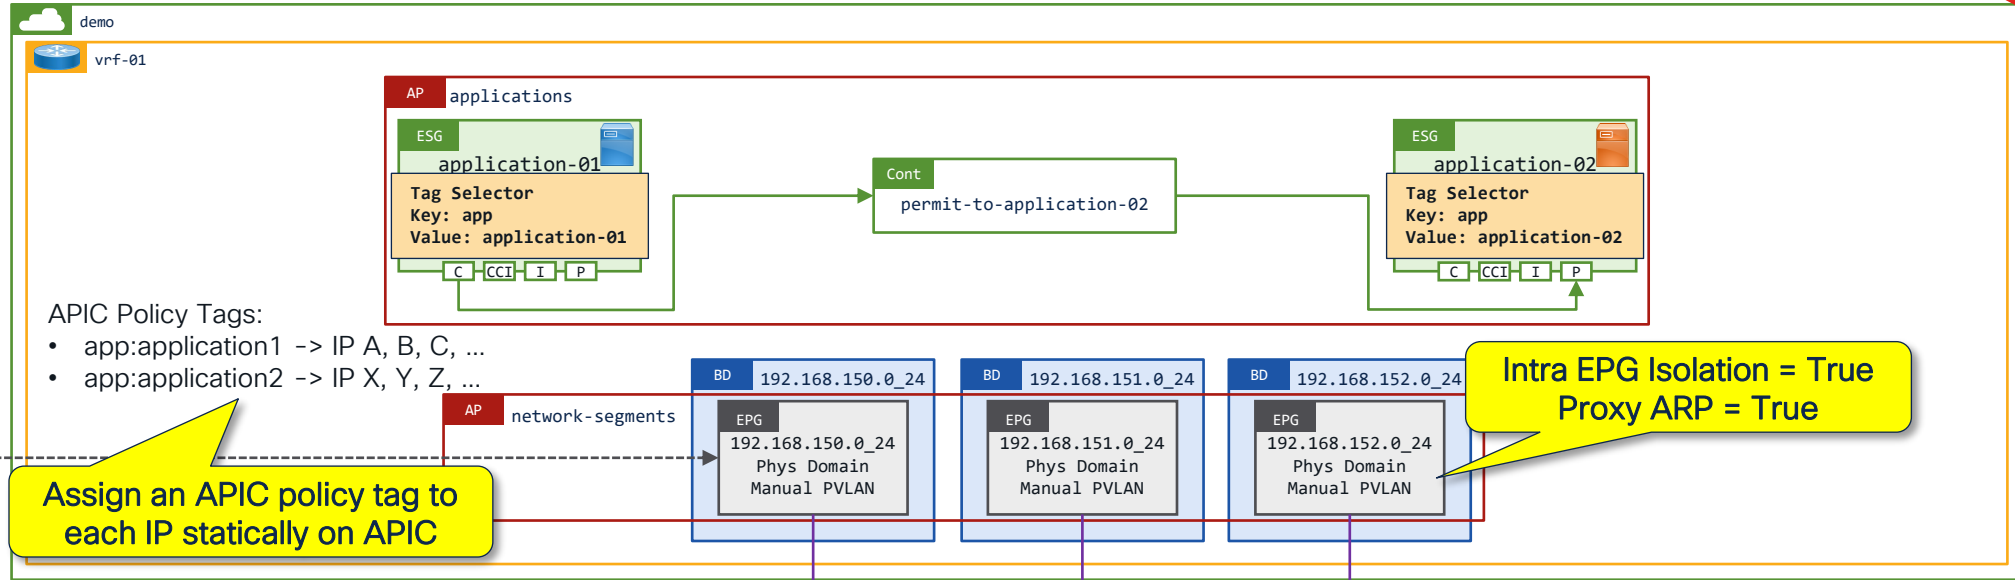 demo
vrf-01
AP applications
ESG
application-01
Tag Selector
Key: app
Value: application-01
C CCI I P
Cont
permit-to-application-02
ESG
application-02
Tag Selector
Key: app
Value: application-02
C CCI I P
APIC Policy Tags:
• app:application1 -> IP A, B, C, ...
• app:application2 -> IP X, Y, Z, ...
Assign an APIC policy tag to
each IP statically on APIC
AP network-segments
BD 192.168.150.0_24
EPG
192.168.150.0_24
Phys Domain
Manual PVLAN
BD 192.168.151.0_24
EPG
192.168.151.0_24
Phys Domain
Manual PVLAN
BD 192.168.152.0_24
EPG
192.168.152.0_24
Phys Domain
Manual PVLAN
Intra EPG Isolation = True
Proxy ARP = True